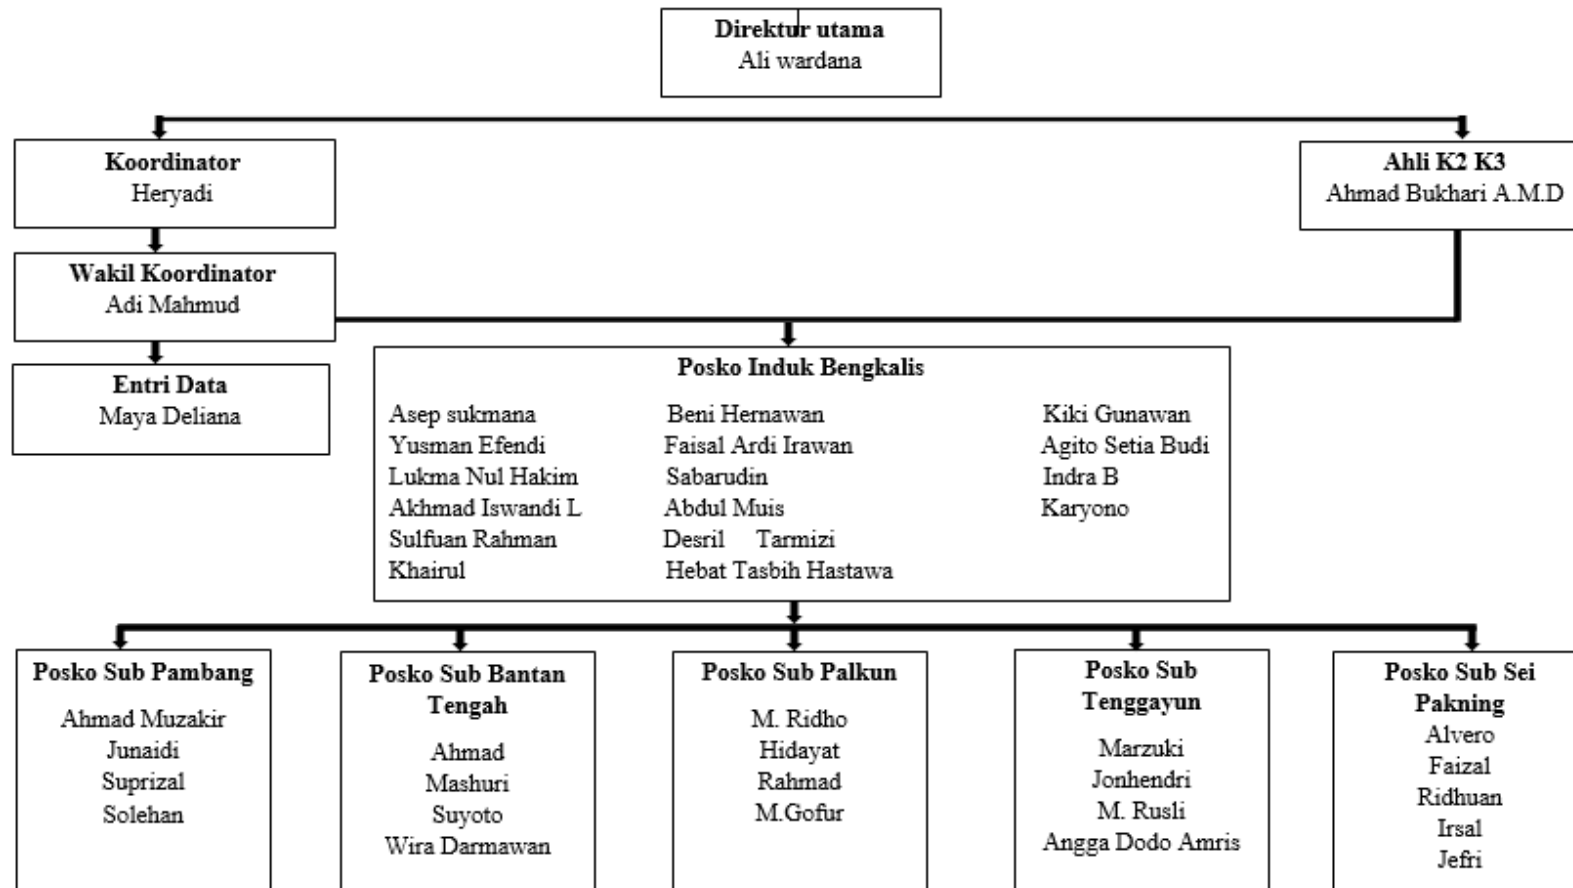 Direktur utama
Ali wardana
Koordinator
Heryadi
Ahli K2 K3
Ahmad Bukhari A.M.D
Wakil Koordinator
Adi Mahmud
Entri Data
Maya Deliana
Posko Induk Bengkalis
Asep sukmana Beni Hernawan Kiki Gunawan
Yusman Efendi Faisal Ardi Irawan Agito Setia Budi
Lukma Nul Hakim Sabarudin Indra B
Akhmad Iswandi L Abdul Muis Karyono
Sulfuan Rahman Desril Tarmizi
Khairul Hebat Tasbih Hastawa
Posko Sub Pambang
Ahmad Muzakir
Junaidi
Suprizal
Solehan
Posko Sub Bantan
Tengah
Ahmad
Mashuri
Suyoto
Wira Darmawan
Posko Sub Palkun
M. Ridho
Hidayat
Rahmad
M.Gofur
Posko Sub
Tenggayun
Marzuki
Jonhendri
M. Rusli
Angga Dodo Amris
Posko Sub Sei
Pakning
Alvero
Faizal
Ridhuan
Irsal
Jefri